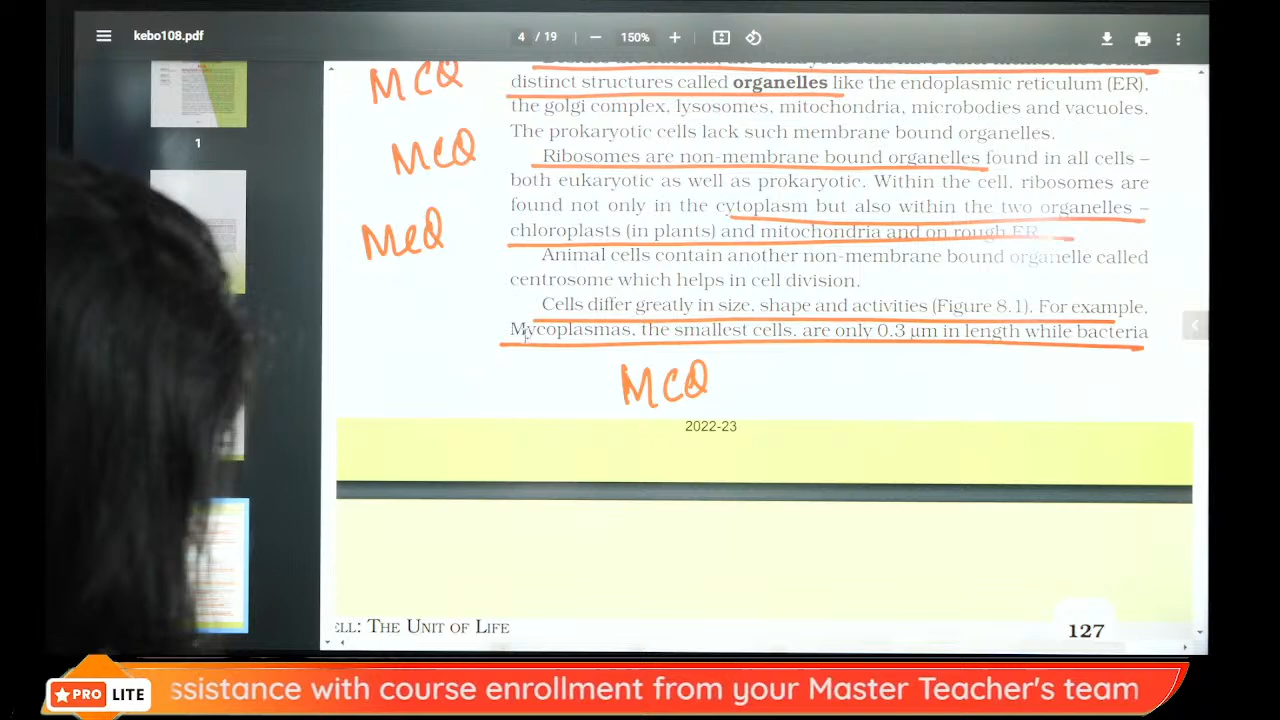 kebo108.pdf
4 / 19
150%
MCQ
distinct structures called organelles like the endoplasmic reticulum (ER),
the golgi complex, lysosomes, mitochondria, microbodies and vacuoles.
The prokaryotic cells lack such membrane bound organelles.
1
MCQ
Ribosomes are non-membrane bound organelles found in all cells –
both eukaryotic as well as prokaryotic. Within the cell, ribosomes are
found not only in the cytoplasm but also within the two organelles –
MCQ
chloroplasts (in plants) and mitochondria and on rough ER.
Animal cells contain another non-membrane bound organelle called
centrosome which helps in cell division.
Cells differ greatly in size, shape and activities (Figure 8.1). For example,
Mycoplasmas, the smallest cells, are only 0.3 µm in length while bacteria
MCQ
2022-23
ELL: THE UNIT OF LIFE
127
PRO LITE
ssistance with course enrollment from your Master Teacher's team